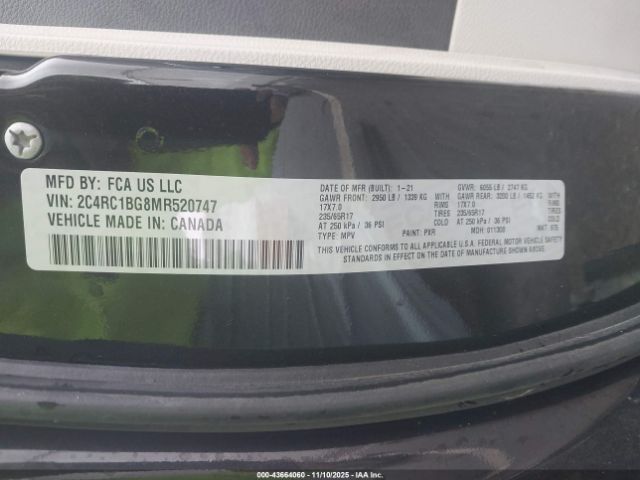 MFD BY: FCA US LLC
VIN: 2C4RC1BG8MR520747
VEHICLE MADE IN: CANADA
DATE OF MFR (BUILT): 1-21 GVWR: 6055 LB / 2747 KG
GAWR FRONT: 2950 LB / 1339 KG GAWR REAR: 3200 LB / 1452 KG
17X7.0 RIMS 17X7.0
235/65R17 TIRES 235/65R17
AT 250 kPa / 36 PSI COLD AT 250 kPa / 36 PSI
TYPE: MPV PAINT: PXR MDH: 011300
THIS VEHICLE CONFORMS TO ALL APPLICABLE U.S.A. FEDERAL MOTOR VEHICLE SAFETY
STANDARDS IN EFFECT ON THE DATE OF MANUFACTURE SHOWN ABOVE.
000-43664060 - 11/10/2025 - IAA Inc.